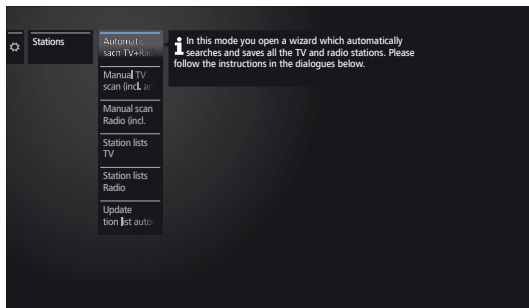 Stations
Automatic
sacn TV+Rad
Manual TV
scan (incl. an
Manual scan
Radio (incl.
Station lists
TV
Station lists
Radio
Update
tion list auto
In this mode you open a wizard which automatically
searches and saves all the TV and radio stations. Please
follow the instructions in the dialogues below.